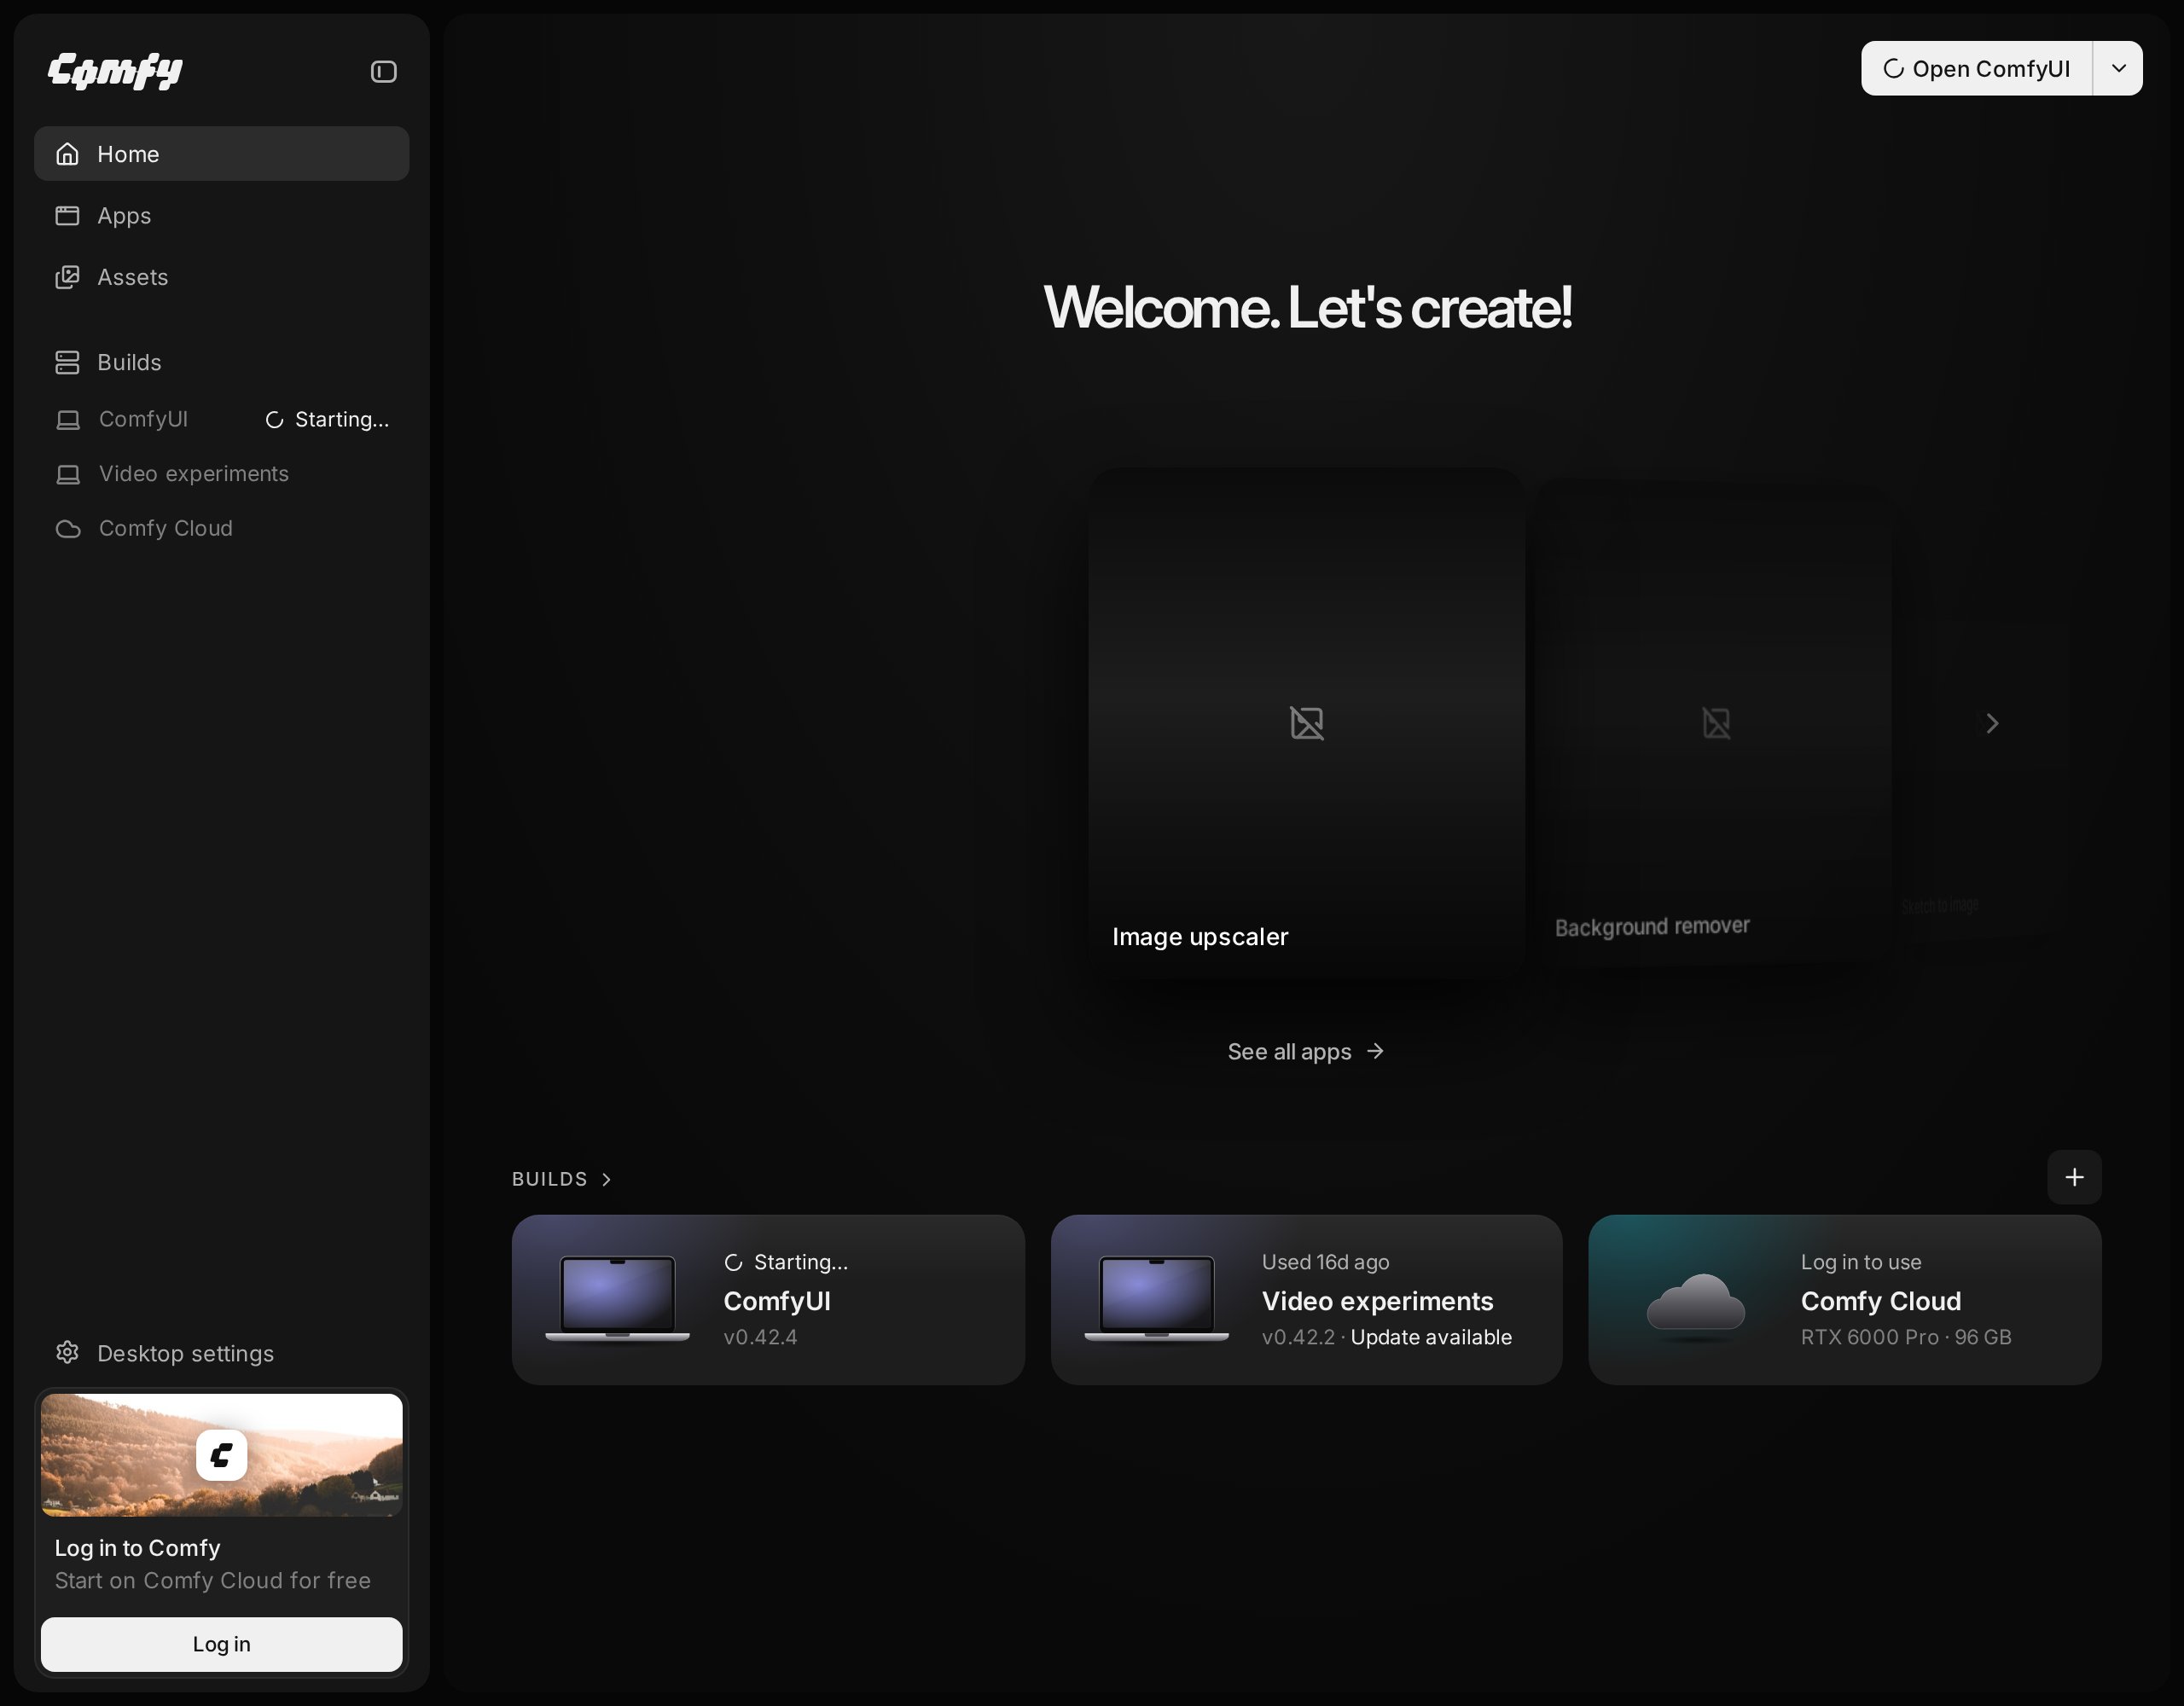 Comfy
Home
Apps
Assets
Builds
ComfyUI
Starting...
Video experiments
Comfy Cloud
Desktop settings
Log in to Comfy
Start on Comfy Cloud for free
Log in
Open ComfyUI
Welcome. Let's create!
Image upscaler
Background remover
Sketch to image
See all apps
BUILDS
Starting...
ComfyUI
v0.42.4
Used 16d ago
Video experiments
v0.42.2 · Update available
Log in to use
Comfy Cloud
RTX 6000 Pro · 96 GB